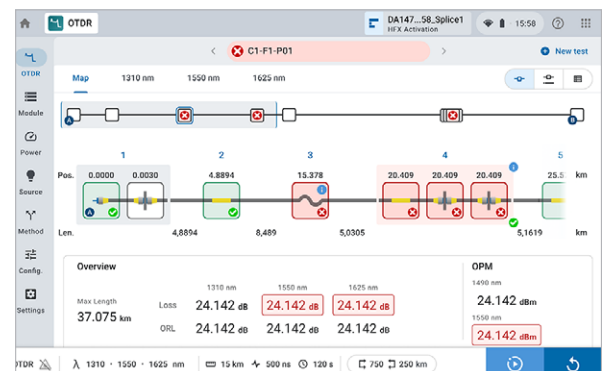 OTDR
DA147...58_Splice1
HFX Activation
15:50
C1-F1-P01
New test
OTDR
Module
Power
Source
Method
Config.
Settings
Map 1310 nm 1550 nm 1625 nm
A B
1 2 3 4 5
Pos. 0.0000 0.0030 4.8894 15.378 20.409 20.409 20.409 25.5 km
A
Len. 4,8894 8,489 5,0305 5,1619 km
Overview
1310 nm 1550 nm 1625 nm
Max Length
37.075 km
Loss 24.142 dB 24.142 dB 24.142 dB
ORL 24.142 dB 24.142 dB 24.142 dB
OPM
1490 nm
24.142 dBm
1550 nm
24.142 dBm
OTDR
λ 1310 · 1550 · 1625 nm 15 km 500 ns 120 s 750 250 km